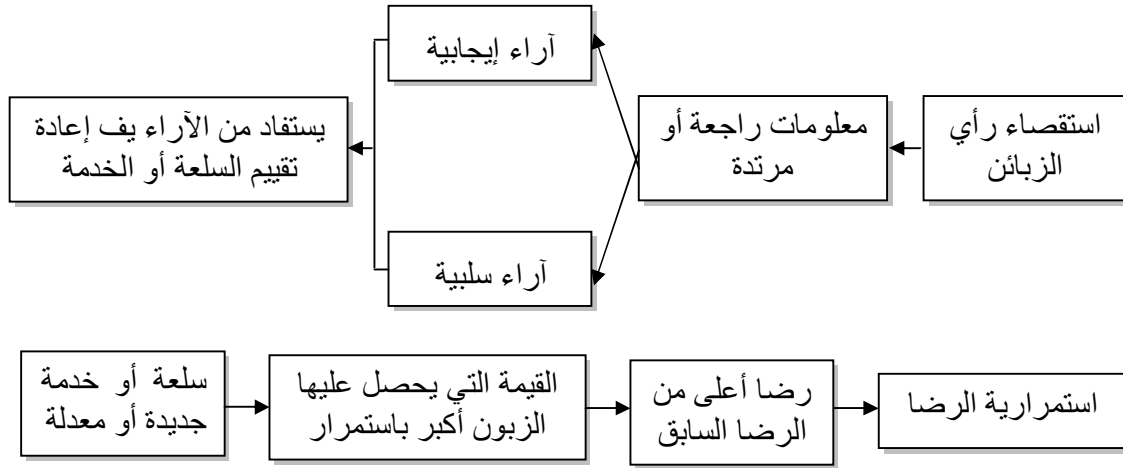 استقصاء رأي
الزبائن
معلومات راجعة أو
مرتدة
آراء إيجابية
آراء سلبية
يستفاد من الآراء يف إعادة
تقييم السلعة أو الخدمة
سلعة أو خدمة
جديدة أو معدلة
القيمة التي يحصل عليها
الزبون أكبر باستمرار
رضا أعلى من
الرضا السابق
استمرارية الرضا